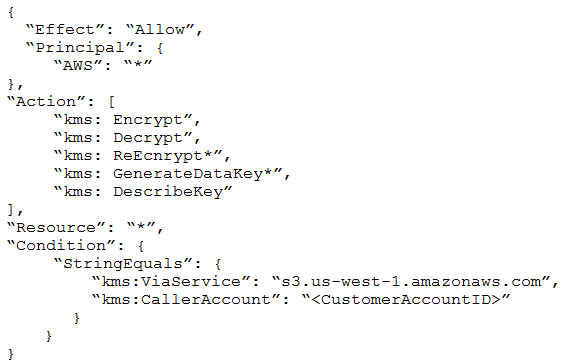 {
“Effect”: “Allow”,
“Principal”: {
“AWS”: “*”
},
“Action”: [
“kms: Encrypt”,
“kms: Decrypt”,
“kms: ReEcnrypt*”,
“kms: GenerateDataKey*”,
“kms: DescribeKey”
],
“Resource”: “*”,
“Condition”: {
“StringEquals”: {
“kms:ViaService”: “s3.us-west-1.amazonaws.com”,
“kms:CallerAccount”: “<CustomerAccountID>”
}
}
}